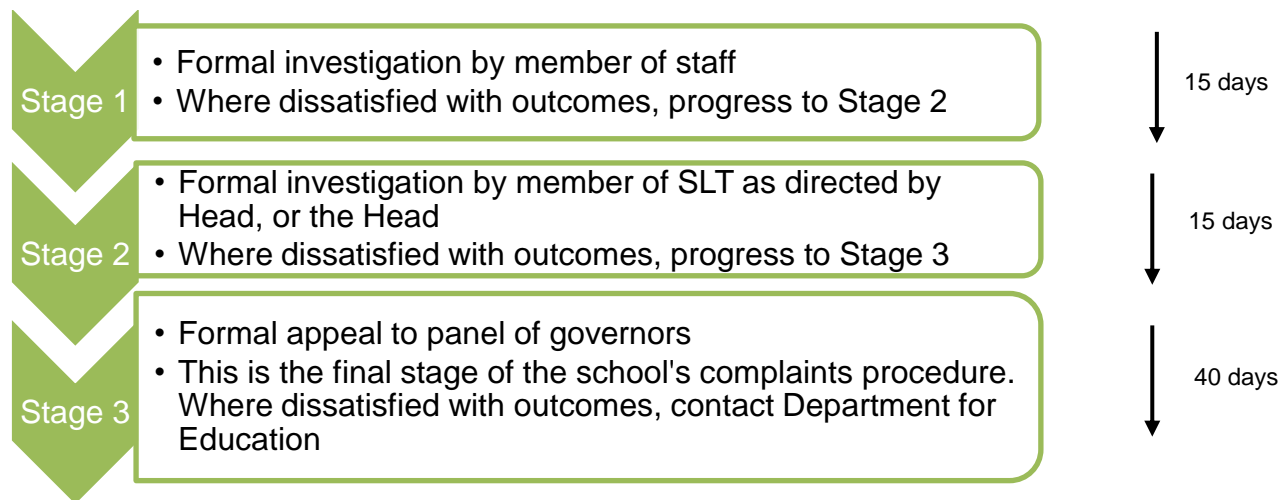 Stage 1
• Formal investigation by member of staff
• Where dissatisfied with outcomes, progress to Stage 2
15 days
Stage 2
• Formal investigation by member of SLT as directed by
Head, or the Head
• Where dissatisfied with outcomes, progress to Stage 3
15 days
Stage 3
• Formal appeal to panel of governors
• This is the final stage of the school's complaints procedure.
Where dissatisfied with outcomes, contact Department for
Education
40 days